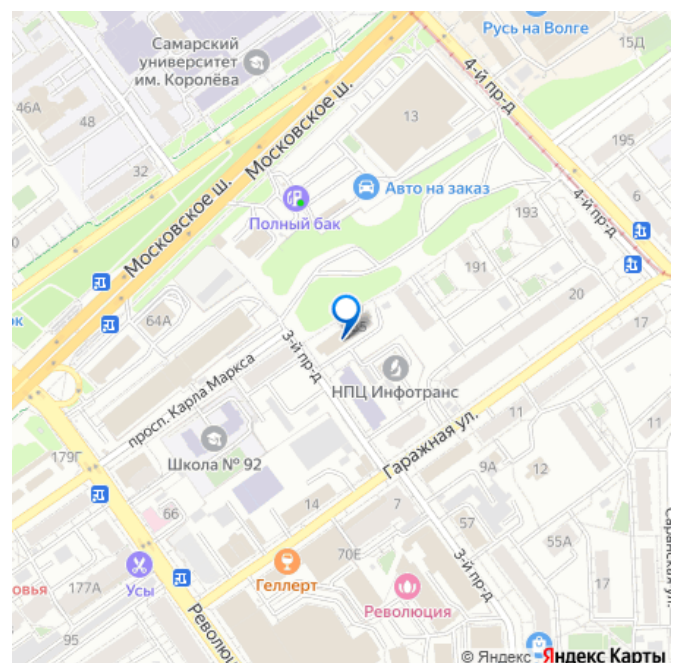 Русь на Волге
15Д
Самарский
университет
им. Королёва
4-й пр-д
46А
48
Московское ш.
13
195
32
Авто на заказ
4-й пр-д
6
Полный бак
193
Московское ш.
191
20
64А
17
3-й пр-д
НПЦ Инфотранс
просп. Карла Маркса
11
11
Гаражная ул.
Школа № 92
179Г
9А
12
14
7
66
57
70Е
55А
3-й пр-д
Саранская ул.
Геллерт
Усы
177А
17
Революция
95
© Яндекс
Яндекс Карты